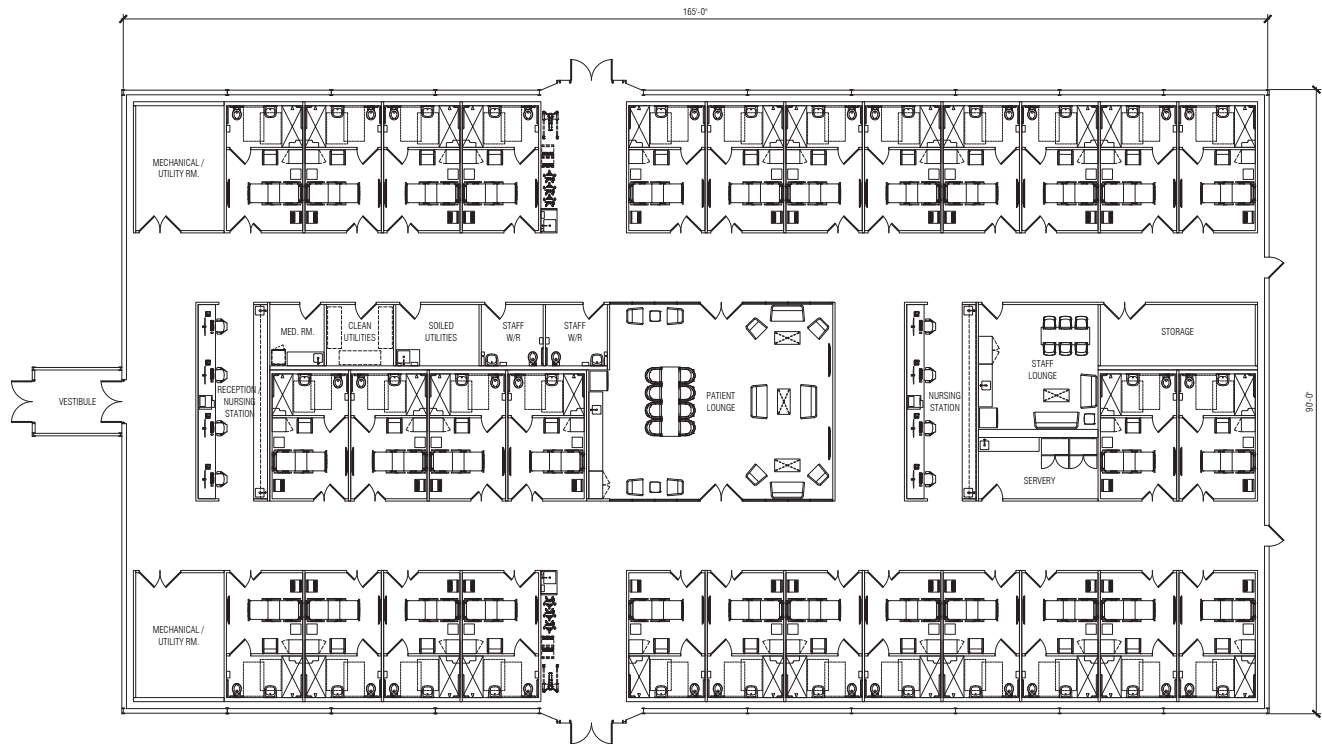 165'-0"
MECHANICAL /
UTILITY RM.
MED. RM.
CLEAN
UTILITIES
SOILED
UTILITIES
STAFF
W/R
STAFF
W/R
STORAGE
STAFF
LOUNGE
VESTIBULE
RECEPTION /
NURSING
STATION
PATIENT
LOUNGE
NURSING
STATION
90'-0"
SERVERY
MECHANICAL /
UTILITY RM.